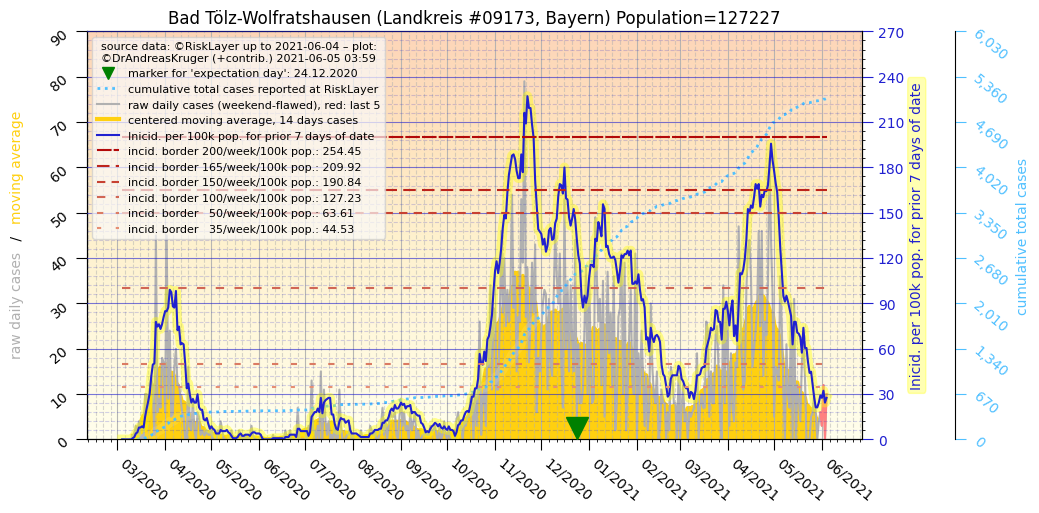 Bad Tölz-Wolfratshausen (Landkreis #09173, Bayern) Population=127227
source data: ©RiskLayer up to 2021-06-04 – plot:
©DrAndreasKruger (+contrib.) 2021-06-05 03:59
marker for 'expectation day': 24.12.2020
cumulative total cases reported at RiskLayer
raw daily cases (weekend-flawed), red: last 5
centered moving average, 14 days cases
Inicid. per 100k pop. for prior 7 days of date
incid. border 200/week/100k pop.: 254.45
incid. border 165/week/100k pop.: 209.92
incid. border 150/week/100k pop.: 190.84
incid. border 100/week/100k pop.: 127.23
incid. border   50/week/100k pop.: 63.61
incid. border   35/week/100k pop.: 44.53
raw daily cases  /  moving average
90
80
70
60
50
40
30
20
10
0
270
240
210
180
150
120
90
60
30
0
Inicid. per 100k pop. for prior 7 days of date
6,030
5,360
4,690
4,020
3,350
2,680
2,010
1,340
670
0
cumulative total cases
03/2020
04/2020
05/2020
06/2020
07/2020
08/2020
09/2020
10/2020
11/2020
12/2020
01/2021
02/2021
03/2021
04/2021
05/2021
06/2021